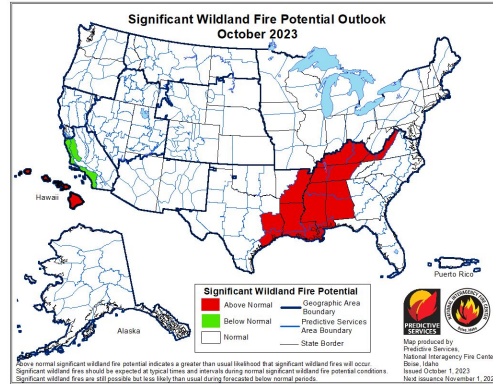 Significant Wildland Fire Potential Outlook
October 2023
Hawaii
Alaska
Puerto Rico
Significant Wildland Fire Potential
Above Normal
Below Normal
Normal
Geographic Area
Boundary
Predictive Services
Area Boundary
State Border
PREDICTIVE
SERVICES
Map produced by
Predictive Services,
National Interagency Fire Cente
Boise, Idaho
Issued October 1, 2023
Next issuance November 1, 202
Above normal significant wildland fire potential indicates a greater than usual likelihood that significant wildland fires will occur.
Significant wildland fires should be expected at typical times and intervals during normal significant wildland fire potential conditions.
Significant wildland fires are still possible but less likely than usual during forecasted below normal periods.